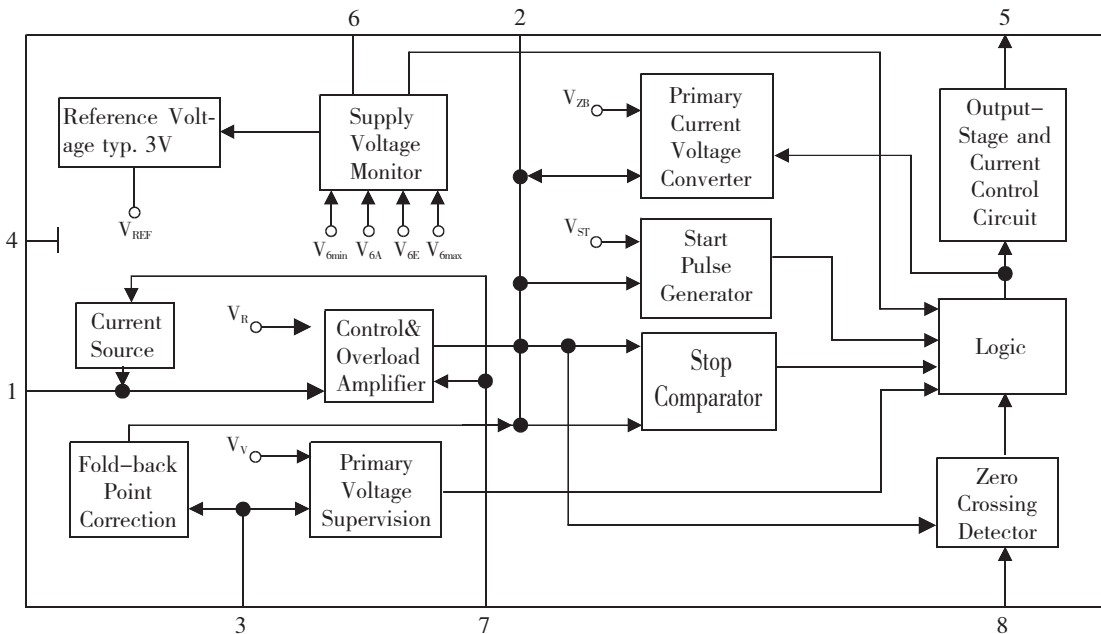 6
2
5
Reference Volt-
age typ. 3V
Supply
Voltage
Monitor
V_ZB
Primary
Current
Voltage
Converter
Output-
Stage and
Current
Control
Circuit
V_REF
V_6min
V_6A
V_6E
V_6max
4
V_ST
Start
Pulse
Generator
Current
Source
V_R
Control&
Overload
Amplifier
Stop
Comparator
Logic
1
Fold-back
Point
Correction
V_V
Primary
Voltage
Supervision
Zero
Crossing
Detector
3
7
8